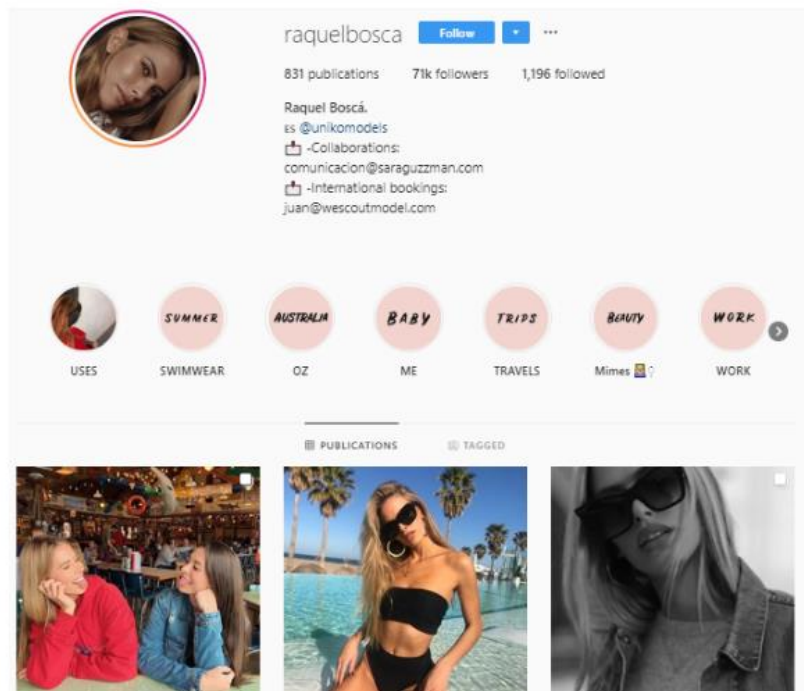 raquelbosca Follow
831 publications 71k followers 1,196 followed
Raquel Boscá.
ES @unikomodels
-Collaborations:
comunicacion@saraguzzman.com
-International bookings:
juan@wescoutmodel.com
SUMMER AUSTRALIA BABY TRIPS BEAUTY WORK
USES SWIMWEAR OZ ME TRAVELS Mimes WORK
PUBLICATIONS TAGGED